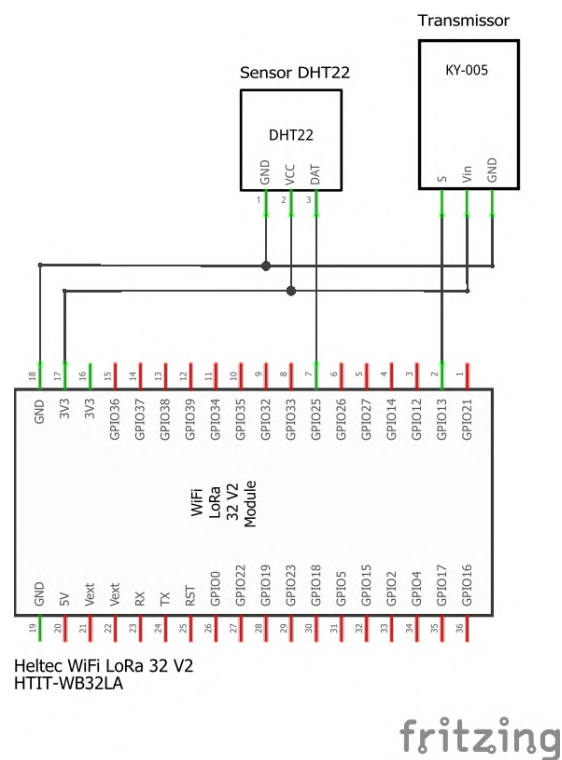 Transmissor
KY-005
S
Vin
GND
Sensor DHT22
DHT22
GND
VCC
DAT
1
2
3
18
17
16
15
14
13
12
11
10
9
8
7
6
5
4
3
2
1
GND
3V3
3V3
GPIO36
GPIO37
GPIO38
GPIO39
GPIO34
GPIO35
GPIO32
GPIO33
GPIO25
GPIO26
GPIO27
GPIO14
GPIO12
GPIO13
GPIO21
WiFi
LoRa
32 V2
Module
GND
5V
Vext
Vext
RX
TX
RST
GPIO0
GPIO22
GPIO19
GPIO23
GPIO18
GPIO5
GPIO15
GPIO2
GPIO4
GPIO17
GPIO16
19
20
21
22
23
24
25
26
27
28
29
30
31
32
33
34
35
36
Heltec WiFi LoRa 32 V2
HTIT-WB32LA
fritzing